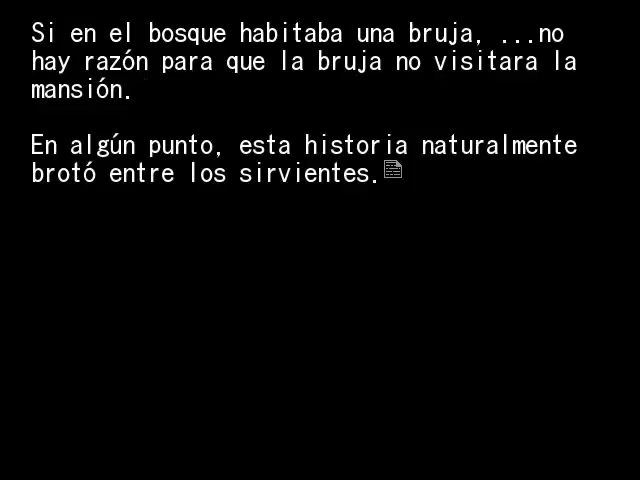 Si en el bosque habitaba una bruja, ...no
hay razón para que la bruja no visitara la
mansión.
En algún punto, esta historia naturalmente
brotó entre los sirvientes.